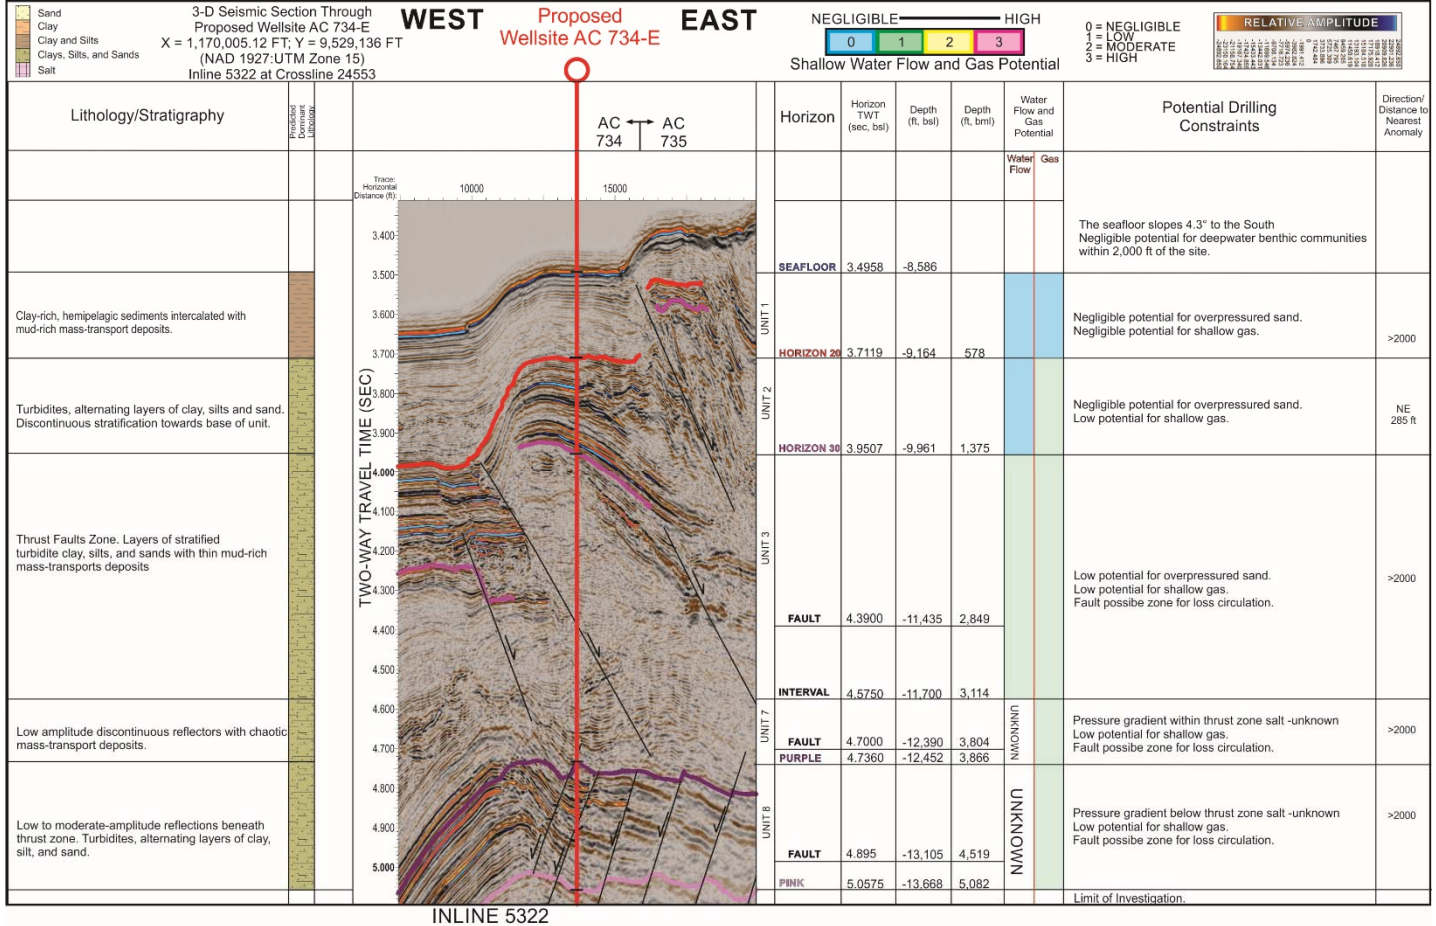 Sand
Clay
Clay and Silts
Clays, Silts, and Sands
Salt
3-D Seismic Section Through
Proposed Wellsite AC 734-E
X = 1,170,005.12 FT; Y = 9,529,136 FT
(NAD 1927:UTM Zone 15)
Inline 5322 at Crossline 24553
WEST
Proposed
Wellsite AC 734-E
EAST
NEGLIGIBLE HIGH
0 1 2 3
Shallow Water Flow and Gas Potential
0 = NEGLIGIBLE
1 = LOW
2 = MODERATE
3 = HIGH
RELATIVE AMPLITUDE
Lithology/Stratigraphy
Predicted
Dominant
Lithology
AC
734
AC
735
Horizon
Horizon
TWT
(sec, bsl)
Depth
(ft, bsl)
Depth
(ft, bml)
Water
Flow and
Gas
Potential
Potential Drilling
Constraints
Direction/
Distance to
Nearest
Anomaly
Water
Flow
Gas
Trace:
Horizontal
Distance (ft):
10000
15000
TWO-WAY TRAVEL TIME (SEC)
3.400
3.500
3.600
3.700
3.800
3.900
4.000
4.100
4.200
4.300
4.400
4.500
4.600
4.700
4.800
4.900
5.000
The seafloor slopes 4.3° to the South
Negligible potential for deepwater benthic communities
within 2,000 ft of the site.
SEAFLOOR 3.4958 -8,586
Clay-rich, hemipelagic sediments intercalated with
mud-rich mass-transport deposits.
UNIT 1
Negligible potential for overpressured sand.
Negligible potential for shallow gas.
>2000
HORIZON 20 3.7119 -9,164 578
Turbidites, alternating layers of clay, silts and sand.
Discontinuous stratification towards base of unit.
UNIT 2
Negligible potential for overpressured sand.
Low potential for shallow gas.
NE
285 ft
HORIZON 30 3.9507 -9,961 1,375
Thrust Faults Zone. Layers of stratified
turbidite clay, silts, and sands with thin mud-rich
mass-transports deposits
UNIT 3
Low potential for overpressured sand.
Low potential for shallow gas.
Fault possibe zone for loss circulation.
>2000
FAULT 4.3900 -11,435 2,849
INTERVAL 4.5750 -11,700 3,114
Low amplitude discontinuous reflectors with chaotic
mass-transport deposits.
UNIT 7
UNKNOWN
Pressure gradient within thrust zone salt -unknown
Low potential for shallow gas.
Fault possibe zone for loss circulation.
>2000
FAULT 4.7000 -12,390 3,804
PURPLE 4.7360 -12,452 3,866
Low to moderate-amplitude reflections beneath
thrust zone. Turbidites, alternating layers of clay,
silt, and sand.
UNIT 8
UNKNOWN
Pressure gradient below thrust zone salt -unknown
Low potential for shallow gas.
Fault possibe zone for loss circulation.
>2000
FAULT 4.895 -13,105 4,519
PINK 5.0575 -13,668 5,082
Limit of Investigation.
INLINE 5322